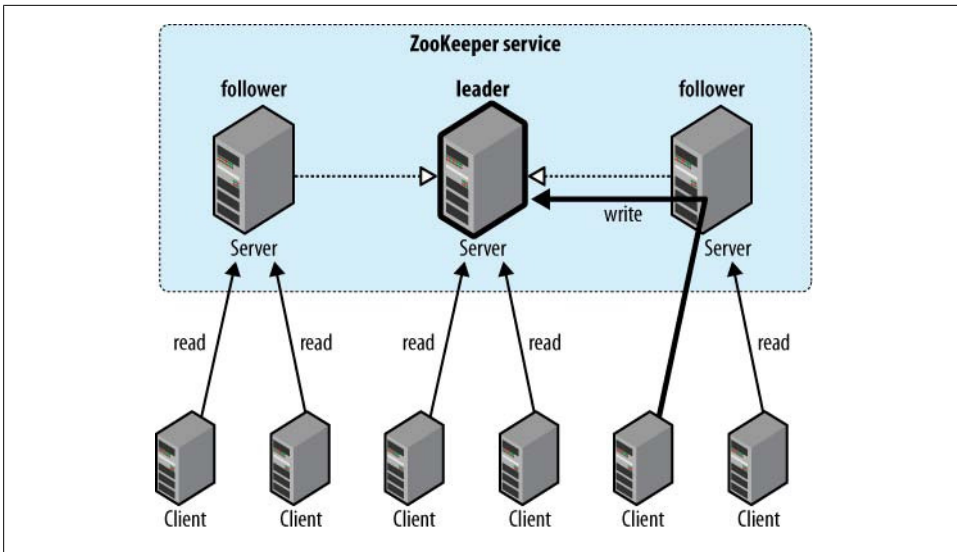 ZooKeeper service
follower
leader
follower
write
Server
Server
Server
read
read
read
read
read
Client
Client
Client
Client
Client
Client